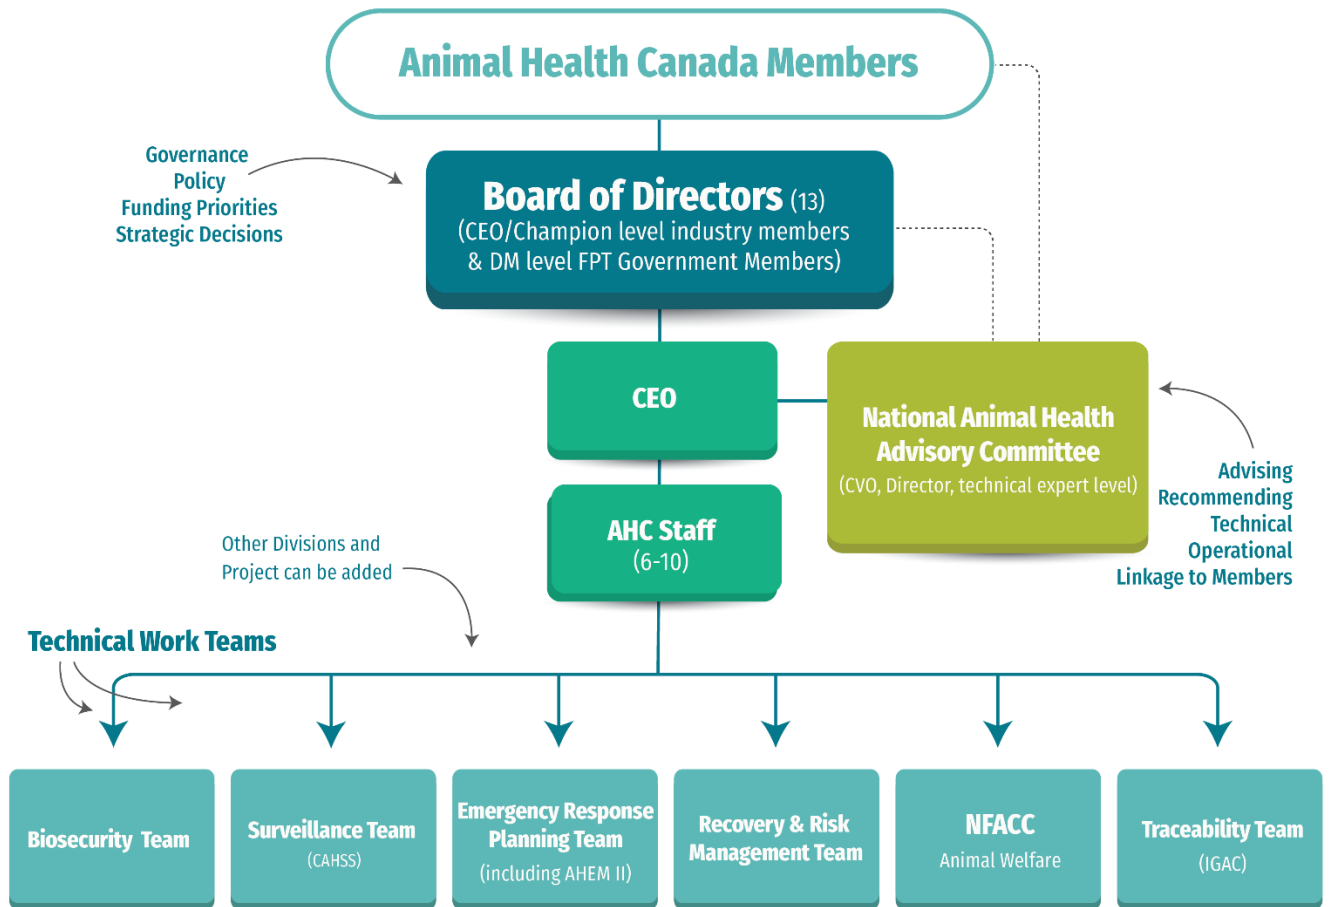 Animal Health Canada Members
Governance
Policy
Funding Priorities
Strategic Decisions
Board of Directors (13)
(CEO/Champion level industry members
& DM level FPT Government Members)
CEO
National Animal Health
Advisory Committee
(CVO, Director, technical expert level)
Advising
Recommending
Technical
Operational
Linkage to Members
AHC Staff
(6-10)
Other Divisions and
Project can be added
Technical Work Teams
Biosecurity Team
Surveillance Team
(CAHSS)
Emergency Response
Planning Team
(including AHEM II)
Recovery & Risk
Management Team
NFACC
Animal Welfare
Traceability Team
(IGAC)